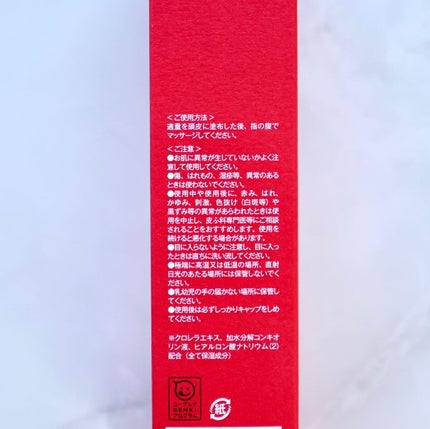 ＜ご使用方法＞
適量を頭皮に塗布した後、指の腹で
マッサージしてください。
＜ご注意＞
●お肌に異常が生じていないかよく注
意して使用してください。
●傷、はれもの、湿疹等、異常のある
ときは使わないでください。
●使用中や使用後に、赤み、はれ、
かゆみ、刺激、色抜け（白斑等）や
黒ずみ等の異常があらわれたときは使用
を中止し、皮ふ科専門医等にご相談
されることをおすすめします。使用を
続けると悪化する場合があります。
●目に入らないように注意し、目に入っ
たときは直ちに洗い流してください。
●極端に高温又は低温の場所、直射
日光のあたる場所には保管しないでく
ださい。
●乳幼児の手の届かない場所に保管し
てください。
●使用後は必ずしっかりキャップをしめ
てください。
※クロレラエキス、加水分解コンキオ
リン液、ヒアルロン酸ナトリウム（2）
配合（全て保湿成分）
GENKI
プログラム
紙